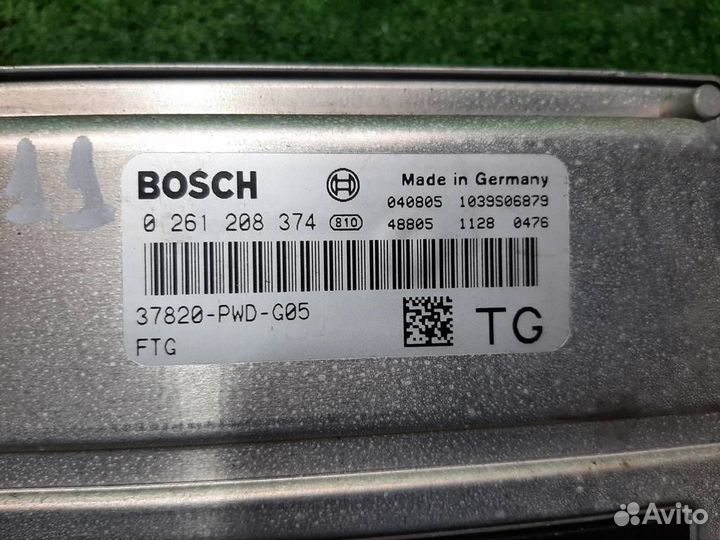 BOSCH
Made in Germany
040805 1039S06879
0 261 208 374 810 48805 1128 0476
37820-PWD-G05
FTG
TG
11
Avito